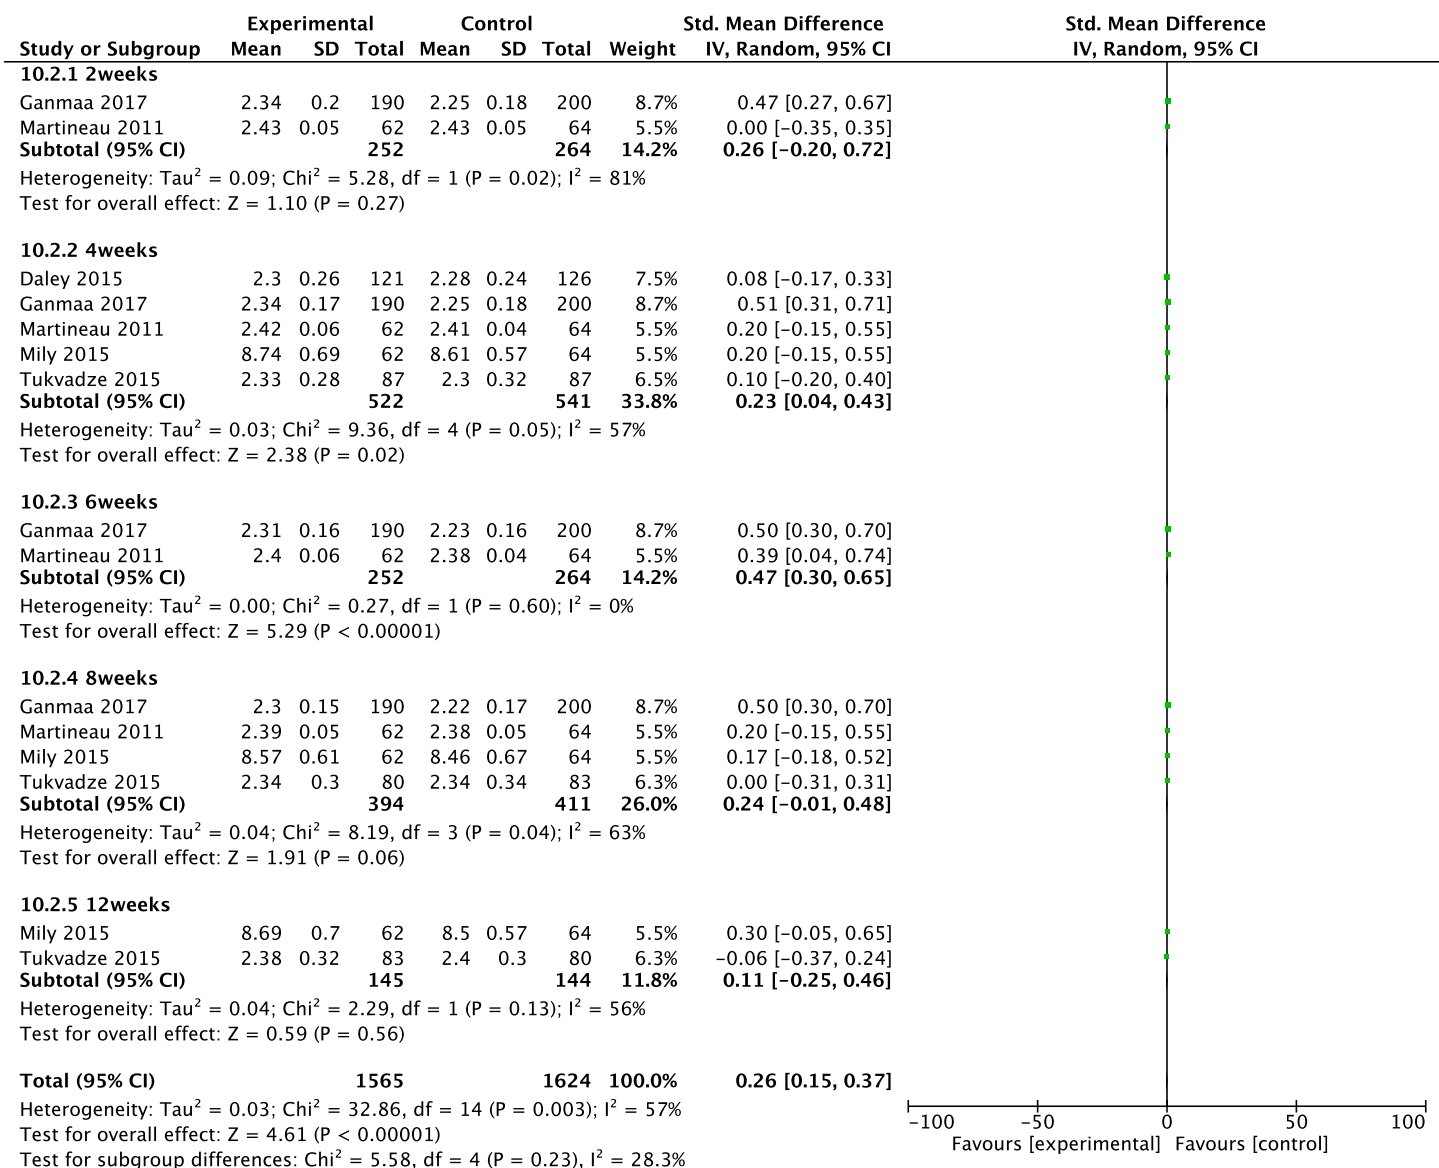 Experimental Control Std. Mean Difference Std. Mean Difference
Study or Subgroup Mean SD Total Mean SD Total Weight IV, Random, 95% CI IV, Random, 95% CI
10.2.1 2weeks
Ganmaa 2017 2.34 0.2 190 2.25 0.18 200 8.7% 0.47 [0.27, 0.67]
Martineau 2011 2.43 0.05 62 2.43 0.05 64 5.5% 0.00 [−0.35, 0.35]
Subtotal (95% CI) 252 264 14.2% 0.26 [−0.20, 0.72]
Heterogeneity: Tau² = 0.09; Chi² = 5.28, df = 1 (P = 0.02); I² = 81%
Test for overall effect: Z = 1.10 (P = 0.27)
10.2.2 4weeks
Daley 2015 2.3 0.26 121 2.28 0.24 126 7.5% 0.08 [−0.17, 0.33]
Ganmaa 2017 2.34 0.17 190 2.25 0.18 200 8.7% 0.51 [0.31, 0.71]
Martineau 2011 2.42 0.06 62 2.41 0.04 64 5.5% 0.20 [−0.15, 0.55]
Mily 2015 8.74 0.69 62 8.61 0.57 64 5.5% 0.20 [−0.15, 0.55]
Tukvadze 2015 2.33 0.28 87 2.3 0.32 87 6.5% 0.10 [−0.20, 0.40]
Subtotal (95% CI) 522 541 33.8% 0.23 [0.04, 0.43]
Heterogeneity: Tau² = 0.03; Chi² = 9.36, df = 4 (P = 0.05); I² = 57%
Test for overall effect: Z = 2.38 (P = 0.02)
10.2.3 6weeks
Ganmaa 2017 2.31 0.16 190 2.23 0.16 200 8.7% 0.50 [0.30, 0.70]
Martineau 2011 2.4 0.06 62 2.38 0.04 64 5.5% 0.39 [0.04, 0.74]
Subtotal (95% CI) 252 264 14.2% 0.47 [0.30, 0.65]
Heterogeneity: Tau² = 0.00; Chi² = 0.27, df = 1 (P = 0.60); I² = 0%
Test for overall effect: Z = 5.29 (P < 0.00001)
10.2.4 8weeks
Ganmaa 2017 2.3 0.15 190 2.22 0.17 200 8.7% 0.50 [0.30, 0.70]
Martineau 2011 2.39 0.05 62 2.38 0.05 64 5.5% 0.20 [−0.15, 0.55]
Mily 2015 8.57 0.61 62 8.46 0.67 64 5.5% 0.17 [−0.18, 0.52]
Tukvadze 2015 2.34 0.3 80 2.34 0.34 83 6.3% 0.00 [−0.31, 0.31]
Subtotal (95% CI) 394 411 26.0% 0.24 [−0.01, 0.48]
Heterogeneity: Tau² = 0.04; Chi² = 8.19, df = 3 (P = 0.04); I² = 63%
Test for overall effect: Z = 1.91 (P = 0.06)
10.2.5 12weeks
Mily 2015 8.69 0.7 62 8.5 0.57 64 5.5% 0.30 [−0.05, 0.65]
Tukvadze 2015 2.38 0.32 83 2.4 0.3 80 6.3% −0.06 [−0.37, 0.24]
Subtotal (95% CI) 145 144 11.8% 0.11 [−0.25, 0.46]
Heterogeneity: Tau² = 0.04; Chi² = 2.29, df = 1 (P = 0.13); I² = 56%
Test for overall effect: Z = 0.59 (P = 0.56)
Total (95% CI) 1565 1624 100.0% 0.26 [0.15, 0.37]
Heterogeneity: Tau² = 0.03; Chi² = 32.86, df = 14 (P = 0.003); I² = 57%
Test for overall effect: Z = 4.61 (P < 0.00001)
Test for subgroup differences: Chi² = 5.58, df = 4 (P = 0.23), I² = 28.3%
−100 −50 0 50 100
Favours [experimental] Favours [control]